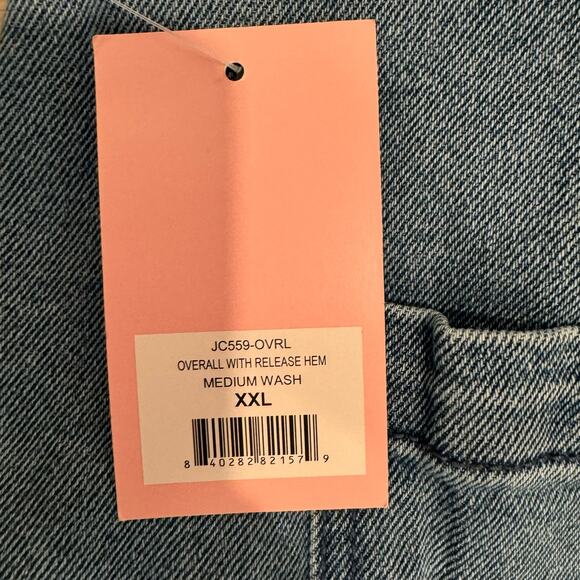 JC559-OVRL
OVERALL WITH RELEASE HEM
MEDIUM WASH
XXL
8 40282 82157 9